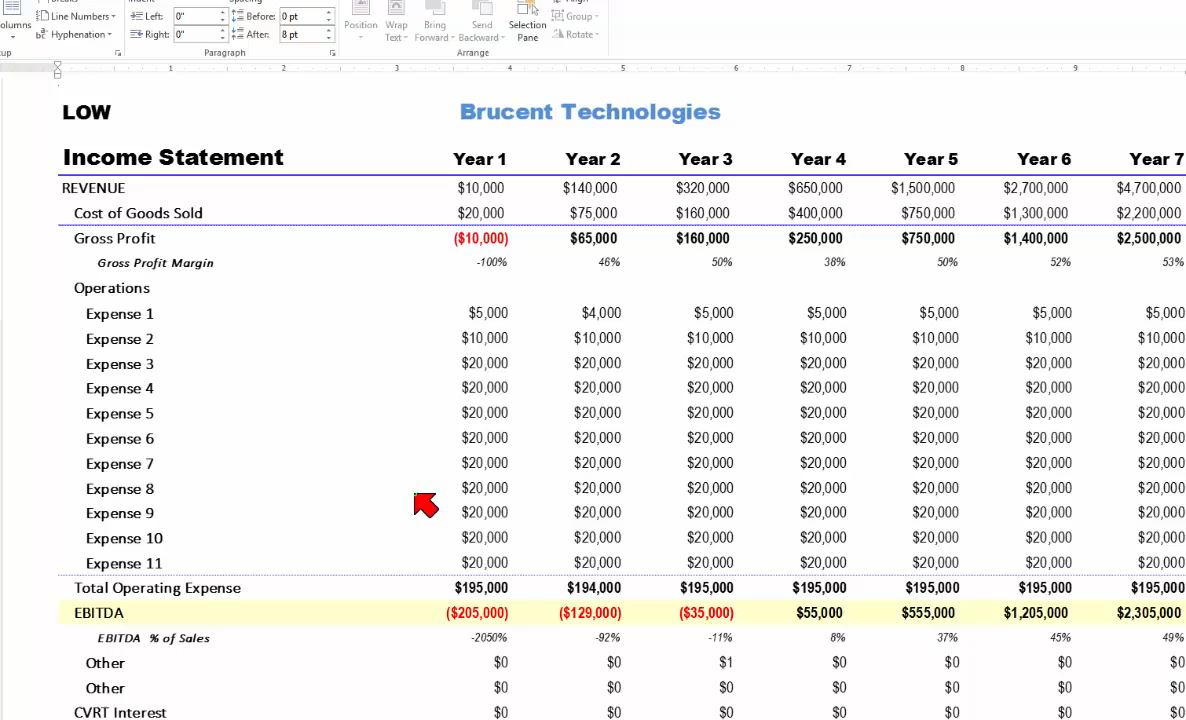 Line Numbers
Left: 0"
Before: 0 pt
Hyphenation
Right: 0"
After: 8 pt
Position
Wrap Text
Bring Forward
Send Backward
Selection Pane
Group
Rotate
Paragraph
Arrange
1 2 3 4 5 6 7 8 9
LOW Brucent Technologies
Income Statement Year 1 Year 2 Year 3 Year 4 Year 5 Year 6 Year 7
REVENUE $10,000 $140,000 $320,000 $650,000 $1,500,000 $2,700,000 $4,700,000
Cost of Goods Sold $20,000 $75,000 $160,000 $400,000 $750,000 $1,300,000 $2,200,000
Gross Profit ($10,000) $65,000 $160,000 $250,000 $750,000 $1,400,000 $2,500,000
Gross Profit Margin -100% 46% 50% 38% 50% 52% 53%
Operations
Expense 1 $5,000 $4,000 $5,000 $5,000 $5,000 $5,000 $5,000
Expense 2 $10,000 $10,000 $10,000 $10,000 $10,000 $10,000 $10,000
Expense 3 $20,000 $20,000 $20,000 $20,000 $20,000 $20,000 $20,000
Expense 4 $20,000 $20,000 $20,000 $20,000 $20,000 $20,000 $20,000
Expense 5 $20,000 $20,000 $20,000 $20,000 $20,000 $20,000 $20,000
Expense 6 $20,000 $20,000 $20,000 $20,000 $20,000 $20,000 $20,000
Expense 7 $20,000 $20,000 $20,000 $20,000 $20,000 $20,000 $20,000
Expense 8 $20,000 $20,000 $20,000 $20,000 $20,000 $20,000 $20,000
Expense 9 $20,000 $20,000 $20,000 $20,000 $20,000 $20,000 $20,000
Expense 10 $20,000 $20,000 $20,000 $20,000 $20,000 $20,000 $20,000
Expense 11 $20,000 $20,000 $20,000 $20,000 $20,000 $20,000 $20,000
Total Operating Expense $195,000 $194,000 $195,000 $195,000 $195,000 $195,000 $195,000
EBITDA ($205,000) ($129,000) ($35,000) $55,000 $555,000 $1,205,000 $2,305,000
EBITDA % of Sales -2050% -92% -11% 8% 37% 45% 49%
Other $0 $0 $1 $0 $0 $0 $0
Other $0 $0 $0 $0 $0 $0 $0
CVRT Interest $0 $0 $0 $0 $0 $0 $0